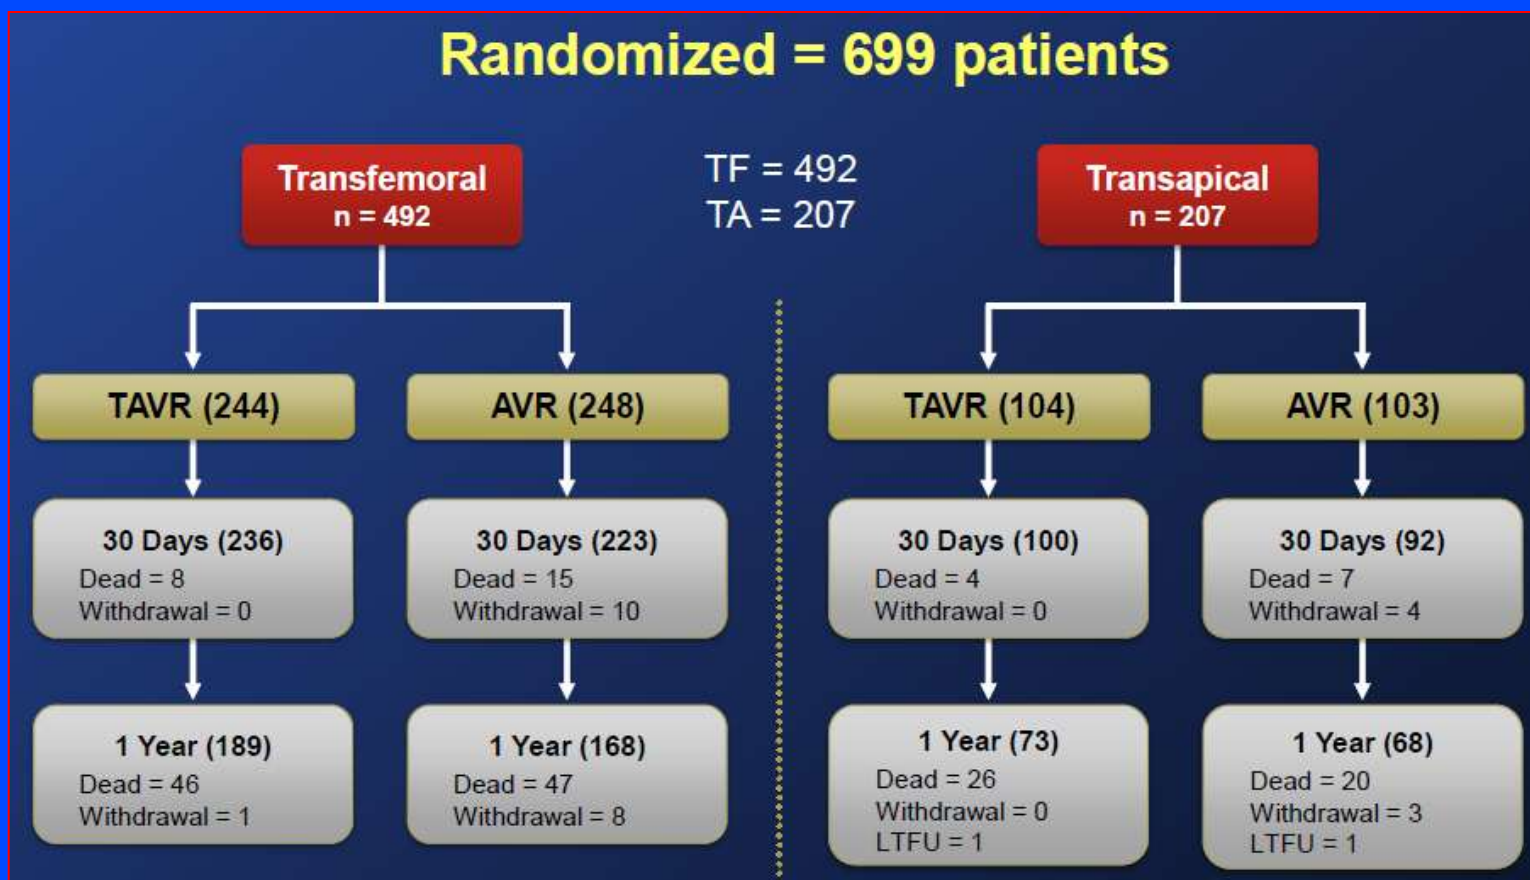 Randomized = 699 patients
Transfemoral
n = 492
TF = 492
TA = 207
Transapical
n = 207
TAVR (244)
AVR (248)
TAVR (104)
AVR (103)
30 Days (236)
Dead = 8
Withdrawal = 0
30 Days (223)
Dead = 15
Withdrawal = 10
30 Days (100)
Dead = 4
Withdrawal = 0
30 Days (92)
Dead = 7
Withdrawal = 4
1 Year (189)
Dead = 46
Withdrawal = 1
1 Year (168)
Dead = 47
Withdrawal = 8
1 Year (73)
Dead = 26
Withdrawal = 0
LTFU = 1
1 Year (68)
Dead = 20
Withdrawal = 3
LTFU = 1